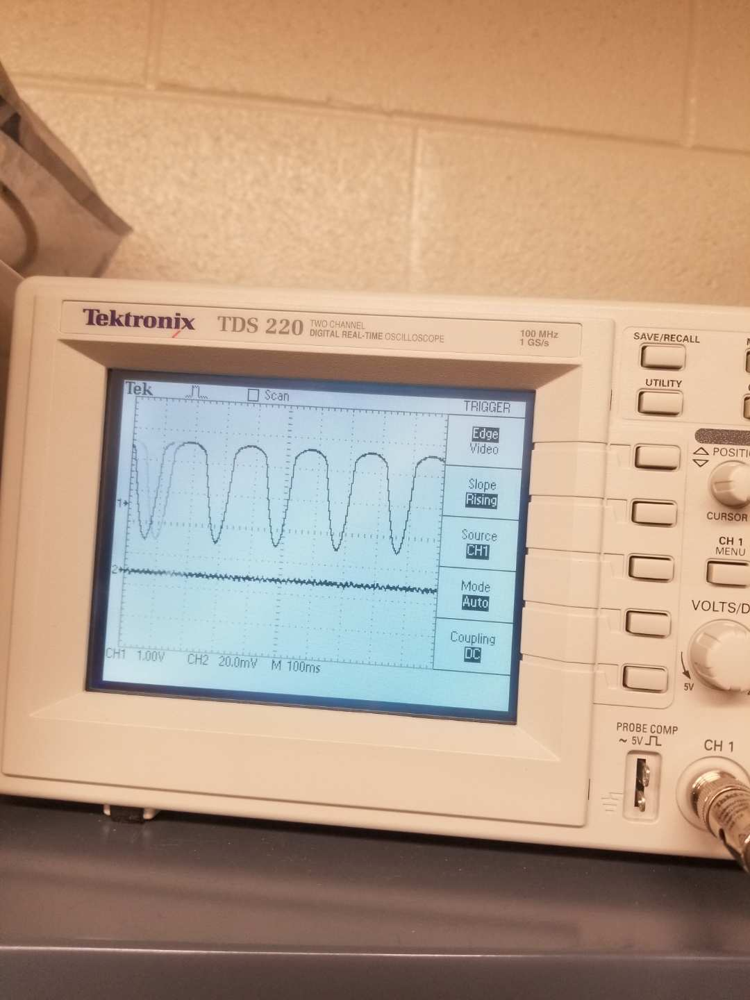 Tektronix TDS 220 TWO CHANNEL
DIGITAL REAL-TIME OSCILLOSCOPE
100 MHz
1 GS/s
SAVE/RECALL
UTILITY
Tek
Scan
TRIGGER
Edge
Video
Slope
Rising
Source
CH1
Mode
Auto
Coupling
DC
1
2
CH1 1.00V CH2 20.0mV M 100ms
CURSOR
CH 1
MENU
5V
PROBE COMP
~ 5V
CH 1